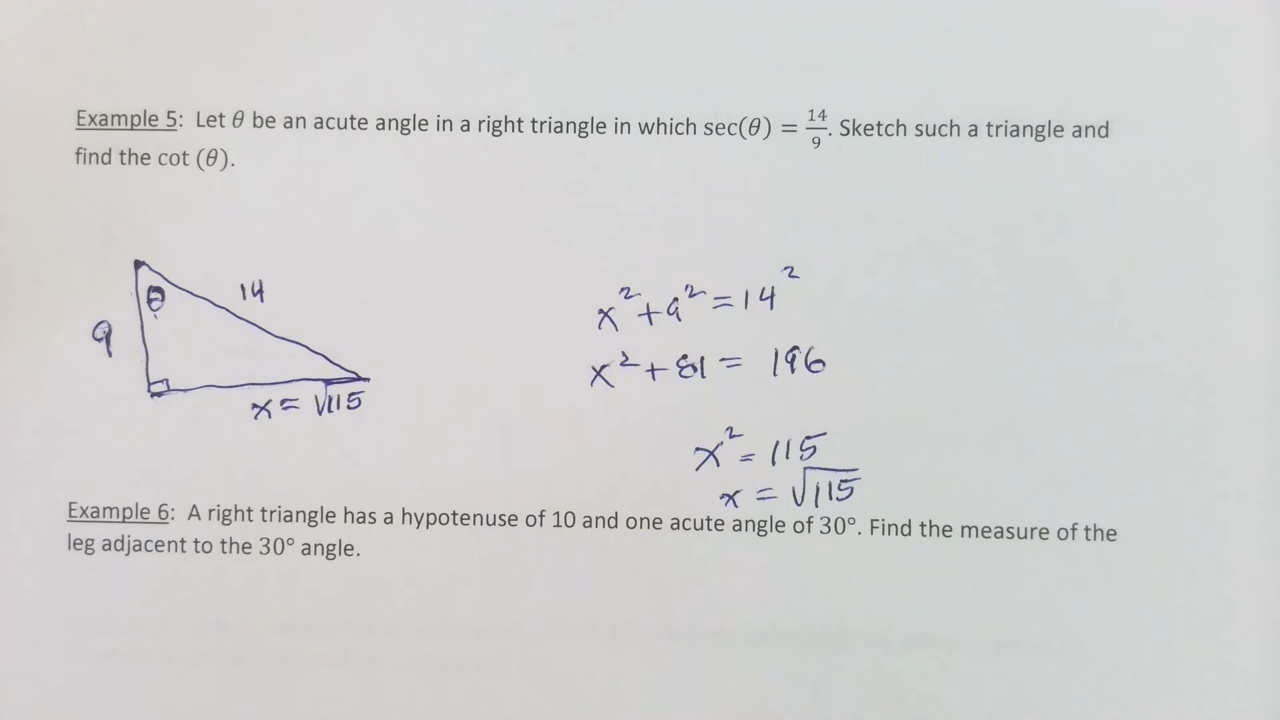 Example 5: Let θ be an acute angle in a right triangle in which sec(θ) = 14/9. Sketch such a triangle and
find the cot (θ).
θ
14
9
x = √115
x² + 9² = 14²
x² + 81 = 196
x² = 115
x = √115
Example 6: A right triangle has a hypotenuse of 10 and one acute angle of 30°. Find the measure of the
leg adjacent to the 30° angle.